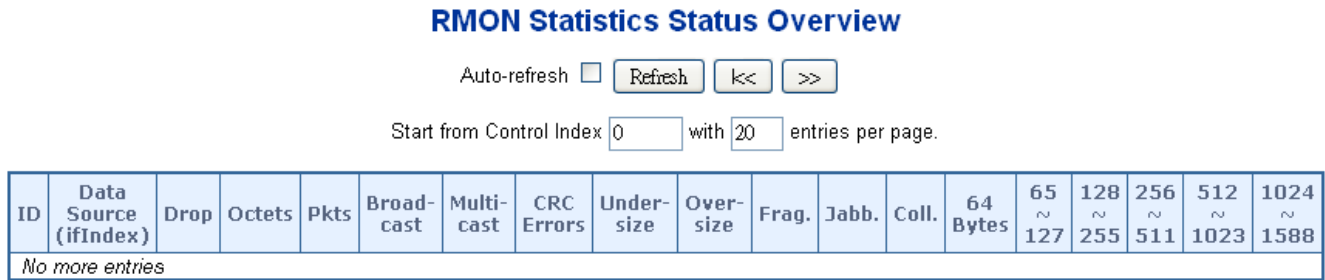 RMON Statistics Status Overview
Auto-refresh Refresh |<< >>
Start from Control Index 0 with 20 entries per page.
ID Data Source (ifIndex) Drop Octets Pkts Broad-cast Multi-cast CRC Errors Under-size Over-size Frag. Jabb. Coll. 64 Bytes 65 ~ 127 128 ~ 255 256 ~ 511 512 ~ 1023 1024 ~ 1588
No more entries